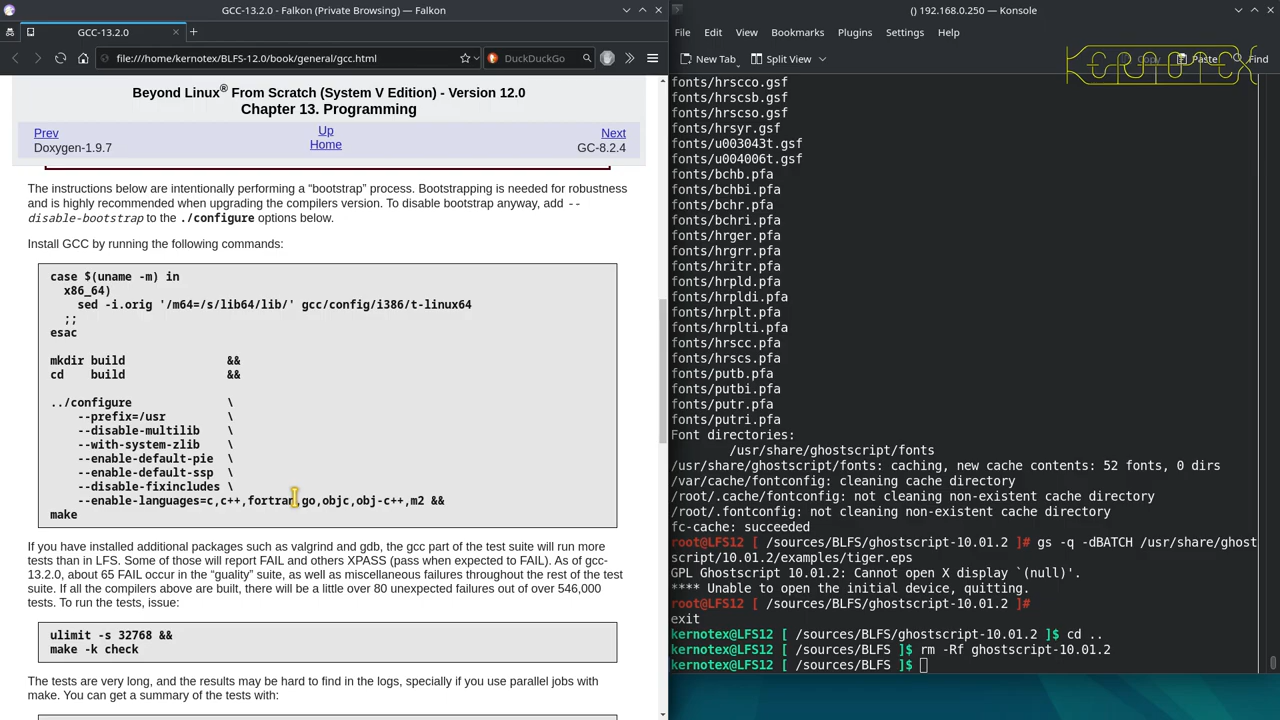 GCC-13.2.0 - Falkon (Private Browsing) — Falkon
GCC-13.2.0
file:///home/kernotex/BLFS-12.0/book/general/gcc.html
DuckDuckGo
Beyond Linux® From Scratch (System V Edition) - Version 12.0
Chapter 13. Programming
Prev
Up
Next
Doxygen-1.9.7
Home
GC-8.2.4
The instructions below are intentionally performing a “bootstrap” process. Bootstrapping is needed for robustness
and is highly recommended when upgrading the compilers version. To disable bootstrap anyway, add --
disable-bootstrap to the ./configure options below.
Install GCC by running the following commands:
case $(uname -m) in
x86_64)
sed -i.orig '/m64=/s/lib64/lib/' gcc/config/i386/t-linux64
;;
esac
mkdir build &&
cd build &&
../configure \
--prefix=/usr \
--disable-multilib \
--with-system-zlib \
--enable-default-pie \
--enable-default-ssp \
--disable-fixincludes \
--enable-languages=c,c++,fortran,go,objc,obj-c++,m2 &&
make
If you have installed additional packages such as valgrind and gdb, the gcc part of the test suite will run more
tests than in LFS. Some of those will report FAIL and others XPASS (pass when expected to FAIL). As of gcc-
13.2.0, about 65 FAIL occur in the “guality” suite, as well as miscellaneous failures throughout the rest of the test
suite. If all the compilers above are built, there will be a little over 80 unexpected failures out of over 546,000
tests. To run the tests, issue:
ulimit -s 32768 &&
make -k check
The tests are very long, and the results may be hard to find in the logs, specially if you use parallel jobs with
make. You can get a summary of the tests with:
() 192.168.0.250 — Konsole
File Edit View Bookmarks Plugins Settings Help
New Tab Split View Copy Paste Find
KERNOTEX
fonts/hrscco.gsf
fonts/hrscsb.gsf
fonts/hrscso.gsf
fonts/hrsyr.gsf
fonts/u003043t.gsf
fonts/u004006t.gsf
fonts/bchb.pfa
fonts/bchbi.pfa
fonts/bchr.pfa
fonts/bchri.pfa
fonts/hrger.pfa
fonts/hrgrr.pfa
fonts/hritr.pfa
fonts/hrpld.pfa
fonts/hrpldi.pfa
fonts/hrplt.pfa
fonts/hrplti.pfa
fonts/hrscc.pfa
fonts/hrscs.pfa
fonts/putb.pfa
fonts/putbi.pfa
fonts/putr.pfa
fonts/putri.pfa
Font directories:
/usr/share/ghostscript/fonts
/usr/share/ghostscript/fonts: caching, new cache contents: 52 fonts, 0 dirs
/var/cache/fontconfig: cleaning cache directory
/root/.cache/fontconfig: not cleaning non-existent cache directory
/root/.fontconfig: not cleaning non-existent cache directory
fc-cache: succeeded
root@LFS12 [ /sources/BLFS/ghostscript-10.01.2 ]# gs -q -dBATCH /usr/share/ghost
script/10.01.2/examples/tiger.eps
GPL Ghostscript 10.01.2: Cannot open X display `(null)'.
**** Unable to open the initial device, quitting.
root@LFS12 [ /sources/BLFS/ghostscript-10.01.2 ]#
exit
kernotex@LFS12 [ /sources/BLFS/ghostscript-10.01.2 ]$ cd ..
kernotex@LFS12 [ /sources/BLFS ]$ rm -Rf ghostscript-10.01.2
kernotex@LFS12 [ /sources/BLFS ]$